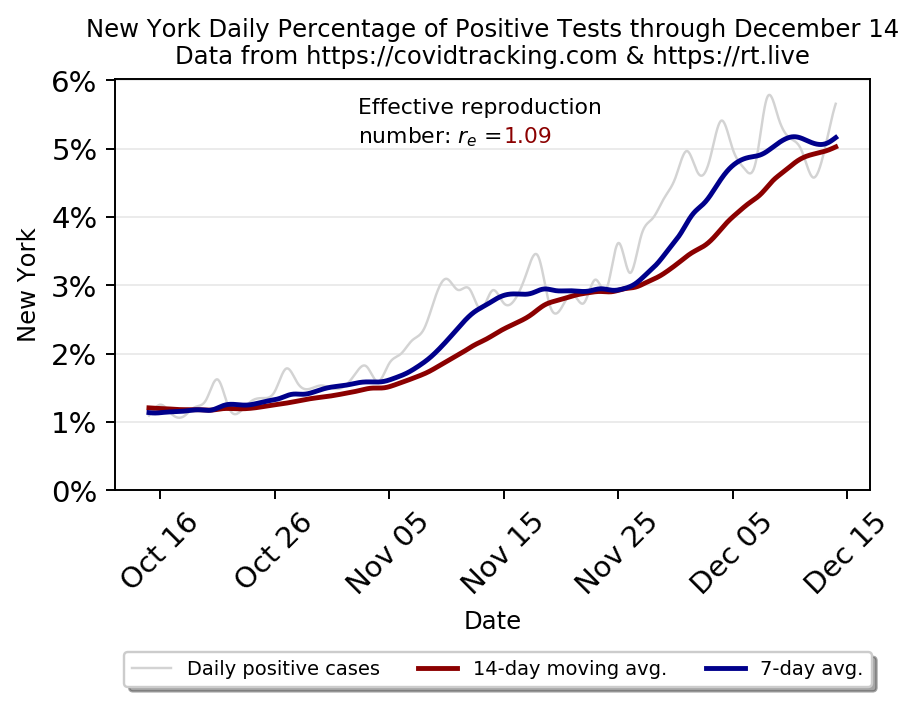 New York Daily Percentage of Positive Tests through December 14
Data from https://covidtracking.com & https://rt.live
6%
5%
4%
3%
2%
1%
0%
New York
Effective reproduction
number: rₑ =1.09
Oct 16
Oct 26
Nov 05
Nov 15
Nov 25
Dec 05
Dec 15
Date
Daily positive cases
14-day moving avg.
7-day avg.